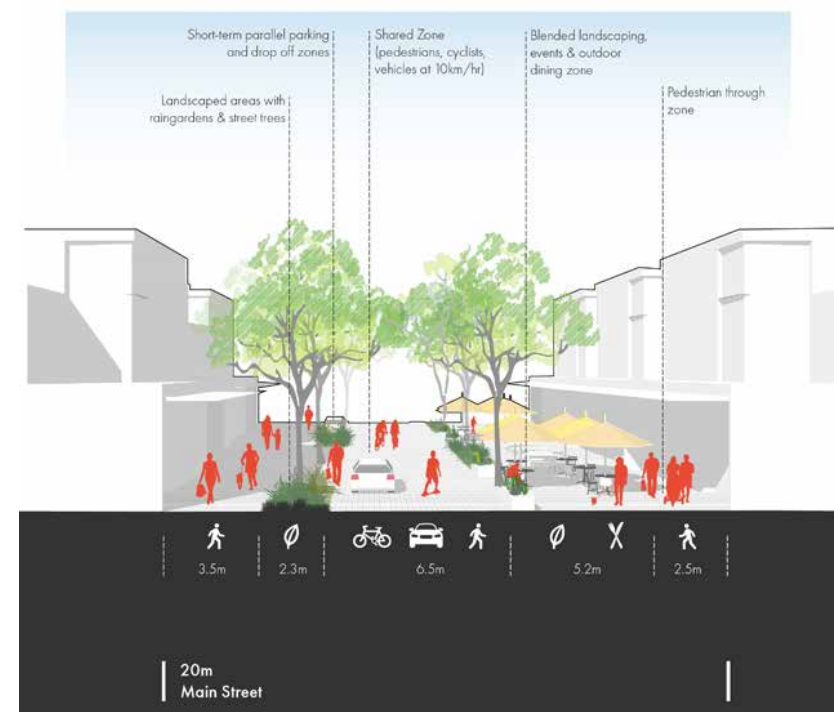 Short-term parallel parking
and drop off zones
Shared Zone
(pedestrians, cyclists,
vehicles at 10km/hr)
Blended landscaping,
events & outdoor
dining zone
Pedestrian through
zone
Landscaped areas with
raingardens & street trees
3.5m
2.3m
6.5m
5.2m
2.5m
20m
Main Street